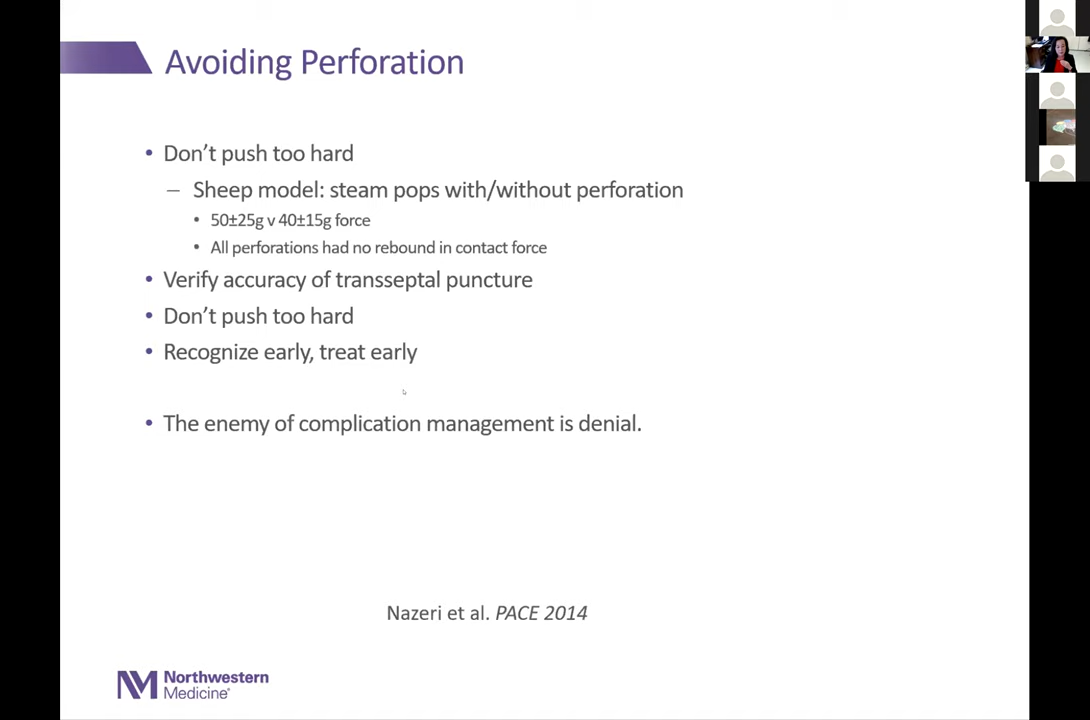 Avoiding Perforation
• Don’t push too hard
– Sheep model: steam pops with/without perforation
• 50±25g v 40±15g force
• All perforations had no rebound in contact force
• Verify accuracy of transseptal puncture
• Don’t push too hard
• Recognize early, treat early
• The enemy of complication management is denial.
Nazeri et al. PACE 2014
NM Northwestern
Medicine®